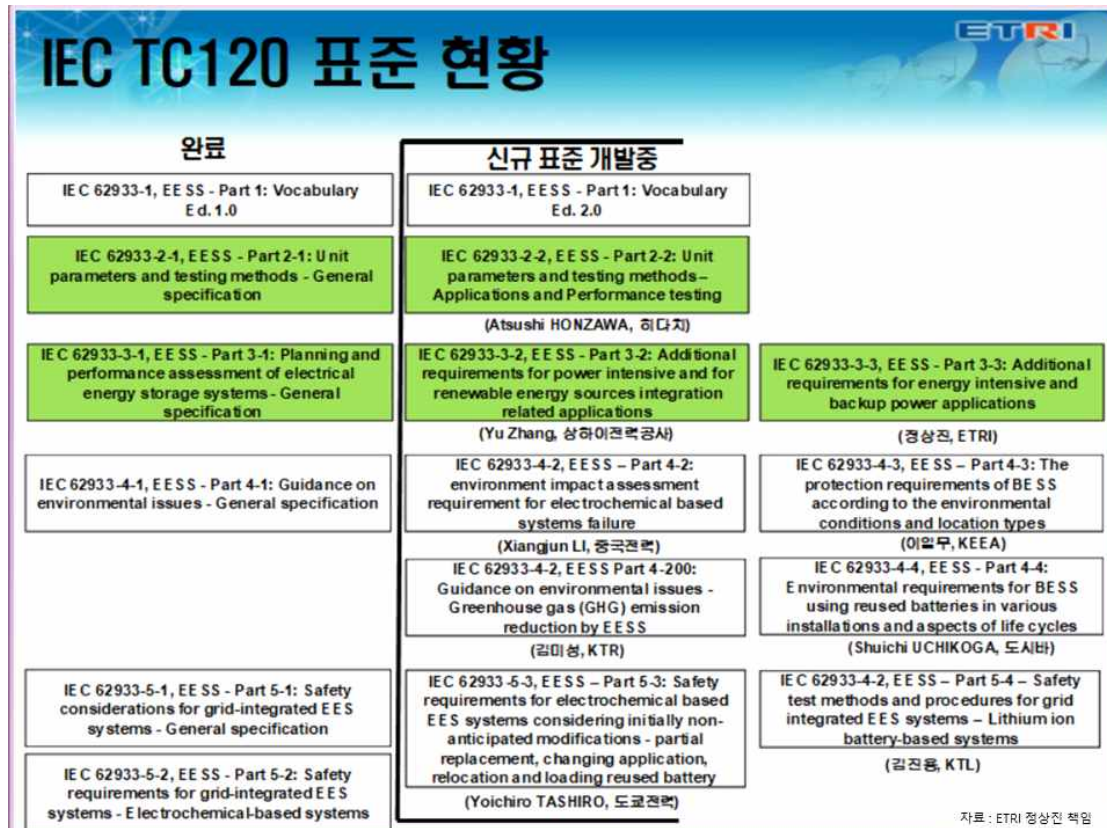 ETRI
IEC TC120 표준 현황
완료
신규 표준 개발중
IEC 62933-1, EESS - Part 1: Vocabulary
Ed. 1.0
IEC 62933-1, EESS - Part 1: Vocabulary
Ed. 2.0
IEC 62933-2-1, EESS - Part 2-1: Unit
parameters and testing methods - General
specification
IEC 62933-2-2, EESS - Part 2-2: Unit
parameters and testing methods –
Applications and Performance testing
(Atsushi HONZAWA, 히다치)
IEC 62933-3-1, EESS - Part 3-1: Planning and
performance assessment of electrical
energy storage systems - General
specification
IEC 62933-3-2, EESS - Part 3-2: Additional
requirements for power intensive and for
renewable energy sources integration
related applications
(Yu Zhang, 상하이전력공사)
IEC 62933-3-3, EESS - Part 3-3: Additional
requirements for energy intensive and
backup power applications
(정상진, ETRI)
IEC 62933-4-1, EESS - Part 4-1: Guidance on
environmental issues - General specification
IEC 62933-4-2, EESS – Part 4-2:
environment impact assessment
requirement for electrochemical based
systems failure
(Xiangjun LI, 중국전력)
IEC 62933-4-3, EESS – Part 4-3: The
protection requirements of BESS
according to the environmental
conditions and location types
(이일무, KEEA)
IEC 62933-4-2, EESS Part 4-200:
Guidance on environmental issues -
Greenhouse gas (GHG) emission
reduction by EESS
(김미성, KTR)
IEC 62933-4-4, EESS - Part 4-4:
Environmental requirements for BESS
using reused batteries in various
installations and aspects of life cycles
(Shuichi UCHIKOGA, 도시바)
IEC 62933-5-1, EESS - Part 5-1: Safety
considerations for grid-integrated EES
systems - General specification
IEC 62933-5-3, EESS – Part 5-3: Safety
requirements for electrochemical based
EES systems considering initially non-
anticipated modifications - partial
replacement, changing application,
relocation and loading reused battery
(Yoichiro TASHIRO, 도쿄전력)
IEC 62933-4-2, EESS – Part 5-4 – Safety
test methods and procedures for grid
integrated EES systems – Lithium ion
battery-based systems
(김진용, KTL)
IEC 62933-5-2, EESS - Part 5-2: Safety
requirements for grid-integrated EES
systems - Electrochemical-based systems
자료 : ETRI 정상진 책임